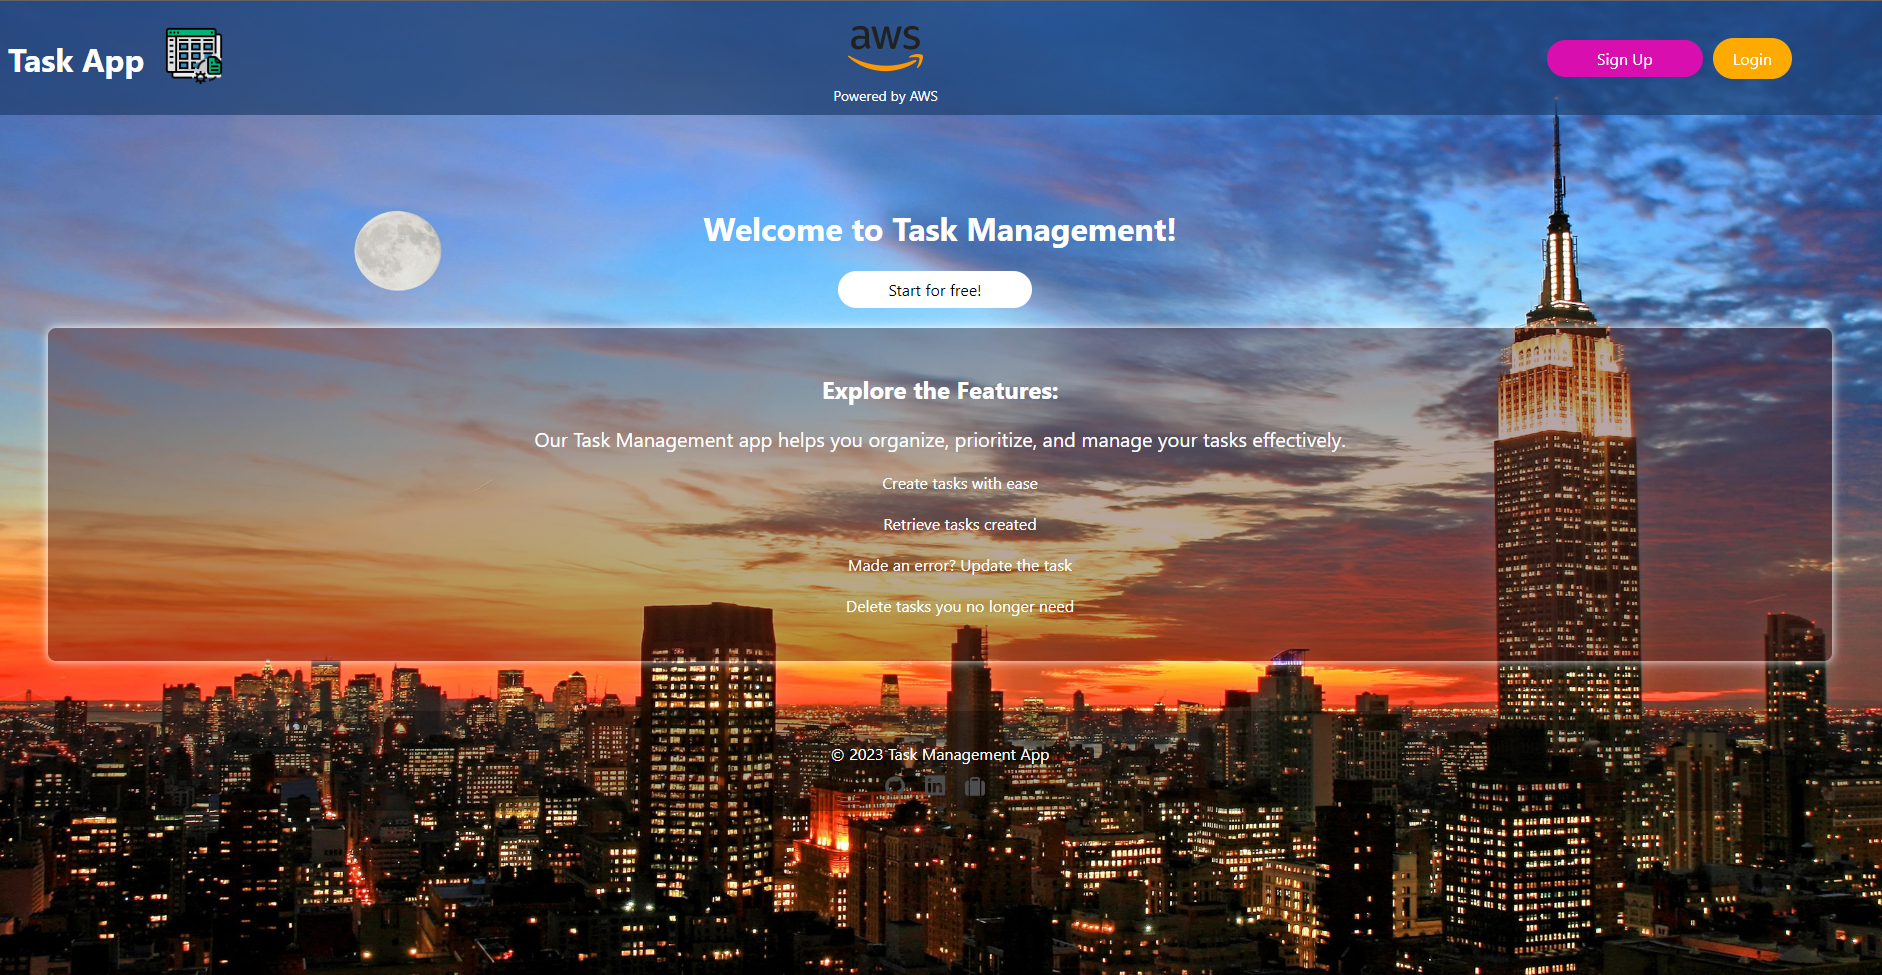 Task App
aws
Powered by AWS
Sign Up
Login
Welcome to Task Management!
Start for free!
Explore the Features:
Our Task Management app helps you organize, prioritize, and manage your tasks effectively.
Create tasks with ease
Retrieve tasks created
Made an error? Update the task
Delete tasks you no longer need
© 2023 Task Management App
in